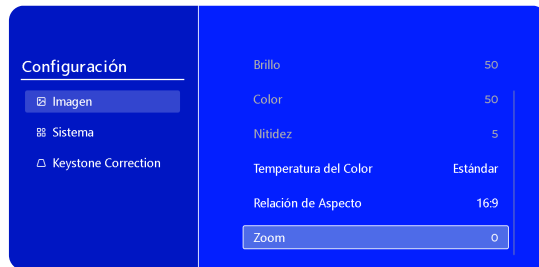 Configuración
Imagen
Sistema
Keystone Correction
Brillo 50
Color 50
Nitidez 5
Temperatura del Color Estándar
Relación de Aspecto 16:9
Zoom 0